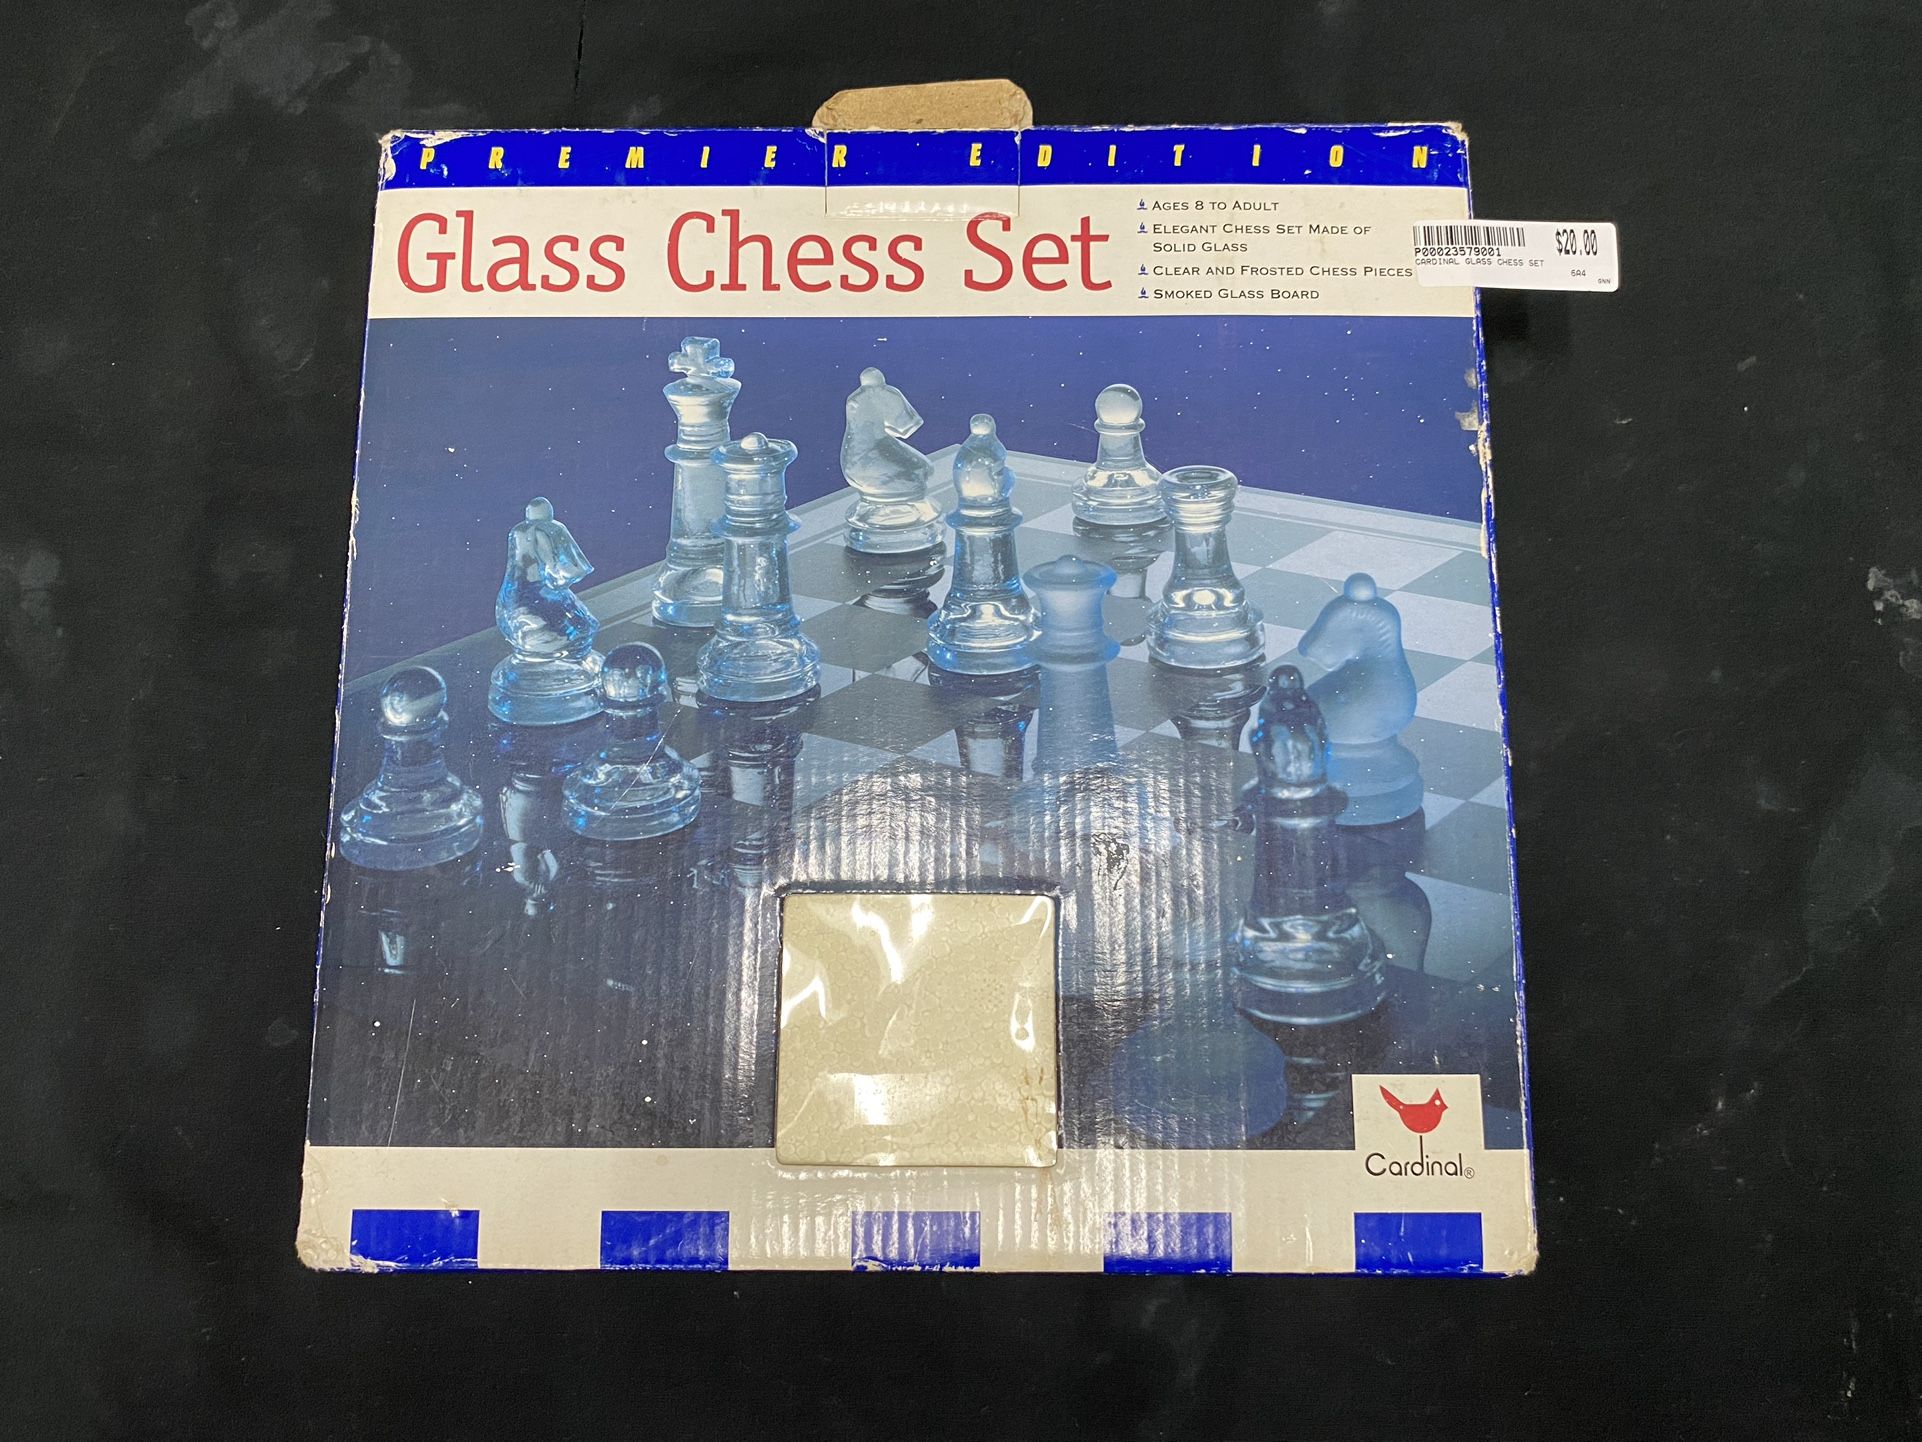 PREMIER EDITION
Glass Chess Set
AGES 8 TO ADULT
ELEGANT CHESS SET MADE OF
SOLID GLASS
CLEAR AND FROSTED CHESS PIECES
SMOKED GLASS BOARD
$20.00
P00023579001
CARDINAL GLASS CHESS SET
6A4
GNN
Cardinal®